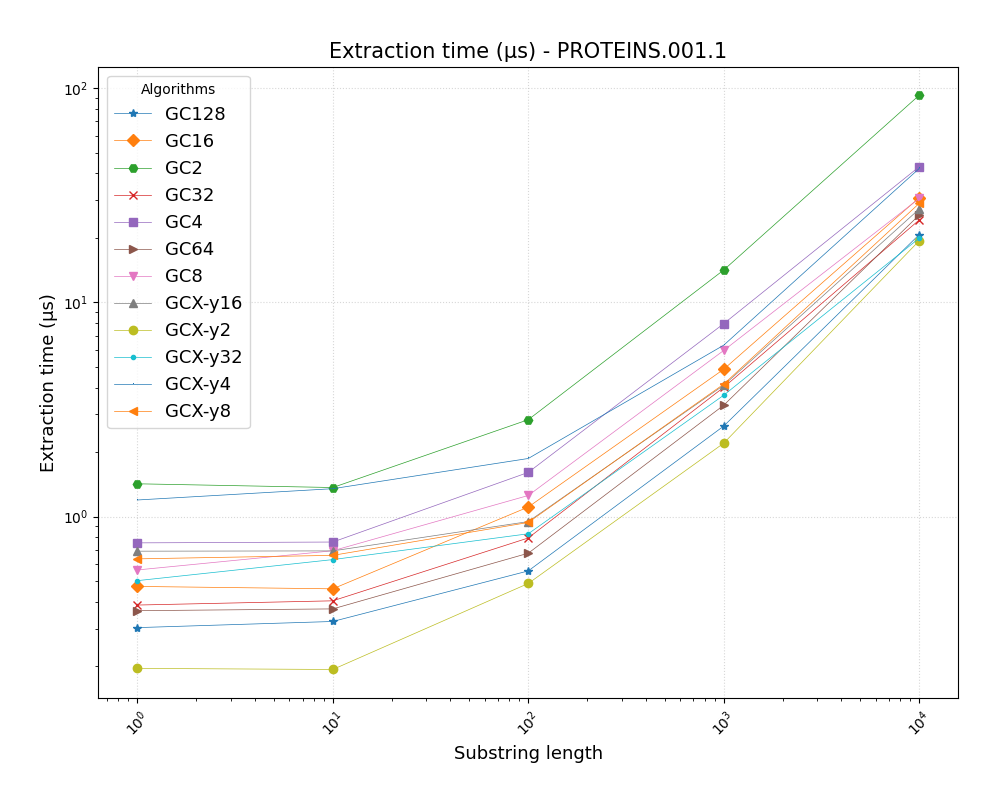 Extraction time (µs) - PROTEINS.001.1
Algorithms
GC128
GC16
GC2
GC32
GC4
GC64
GC8
GCX-y16
GCX-y2
GCX-y32
GCX-y4
GCX-y8
10²
10¹
10⁰
Extraction time (µs)
10⁰ 10¹ 10² 10³ 10⁴
Substring length